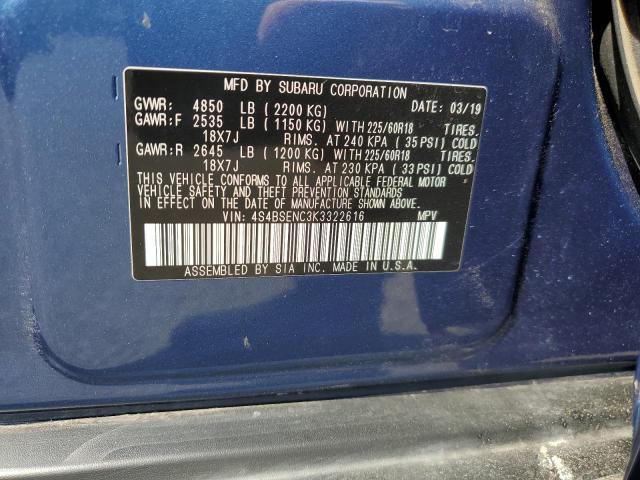 MFD BY SUBARU CORPORATION
GVWR: 4850 LB ( 2200 KG) DATE: 03/19
GAWR:F 2535 LB ( 1150 KG) WITH 225/60R18 TIRES.
18X7J RIMS. AT 240 KPA ( 35 PSI) COLD
GAWR:R 2645 LB ( 1200 KG) WITH 225/60R18 TIRES.
18X7J RIMS. AT 230 KPA ( 33 PSI) COLD
THIS VEHICLE CONFORMS TO ALL APPLICABLE FEDERAL MOTOR
VEHICLE SAFETY AND THEFT PREVENTION STANDARDS IN EFFECT ON THE
DATE OF MANUFACTURE SHOWN ABOVE.
VIN: 4S4BSENC3K3322616 MPV
ASSEMBLED BY SIA INC. MADE IN U.S.A.